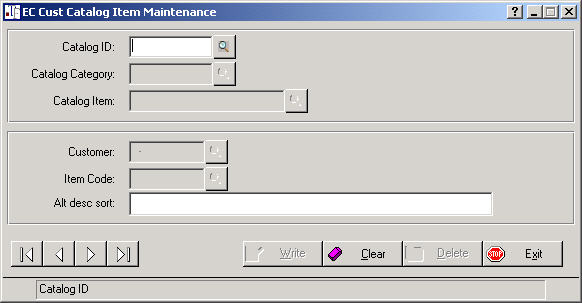 EC Cust Catalog Item Maintenance
Catalog ID:
Catalog Category:
Catalog Item:
Customer: -
Item Code:
Alt desc sort:
Write Clear Delete STOP Exit
Catalog ID